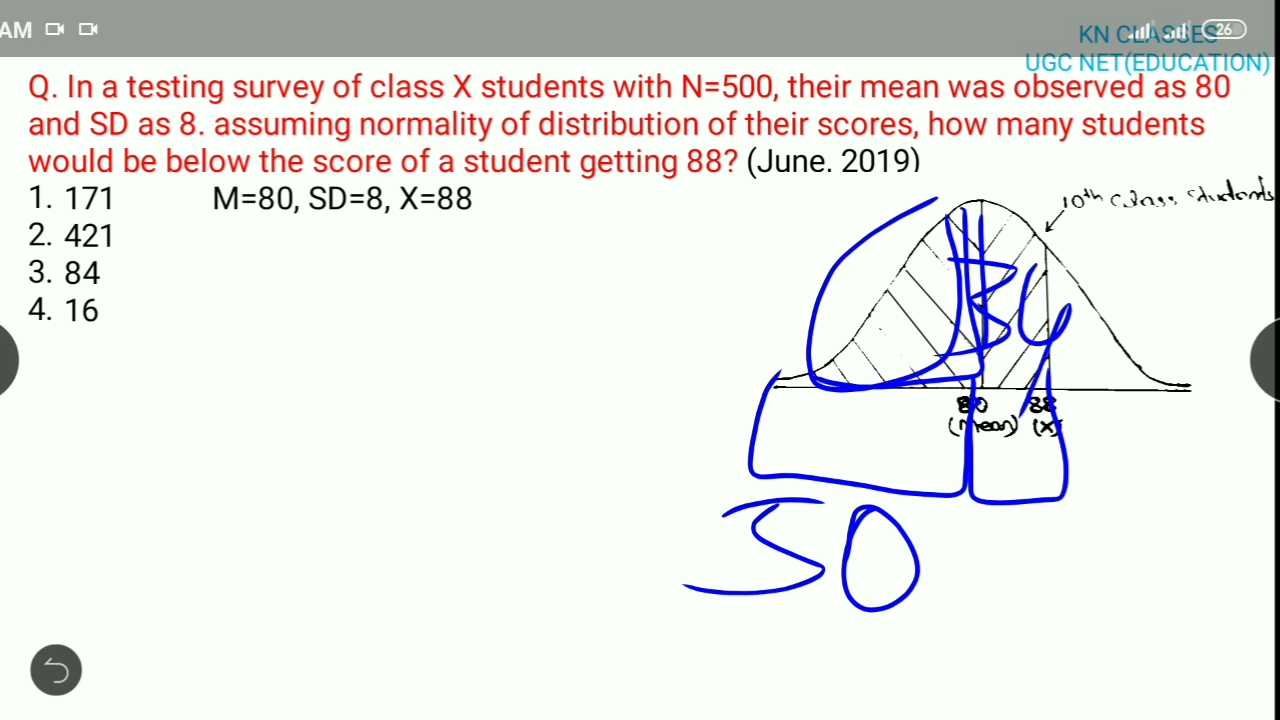 AM
26
KN CLASSES
UGC NET(EDUCATION)
Q. In a testing survey of class X students with N=500, their mean was observed as 80
and SD as 8. assuming normality of distribution of their scores, how many students
would be below the score of a student getting 88? (June. 2019)
1. 171
M=80, SD=8, X=88
2. 421
3. 84
4. 16
10th Class Students
34
80
88
(Mean)
(X)
50